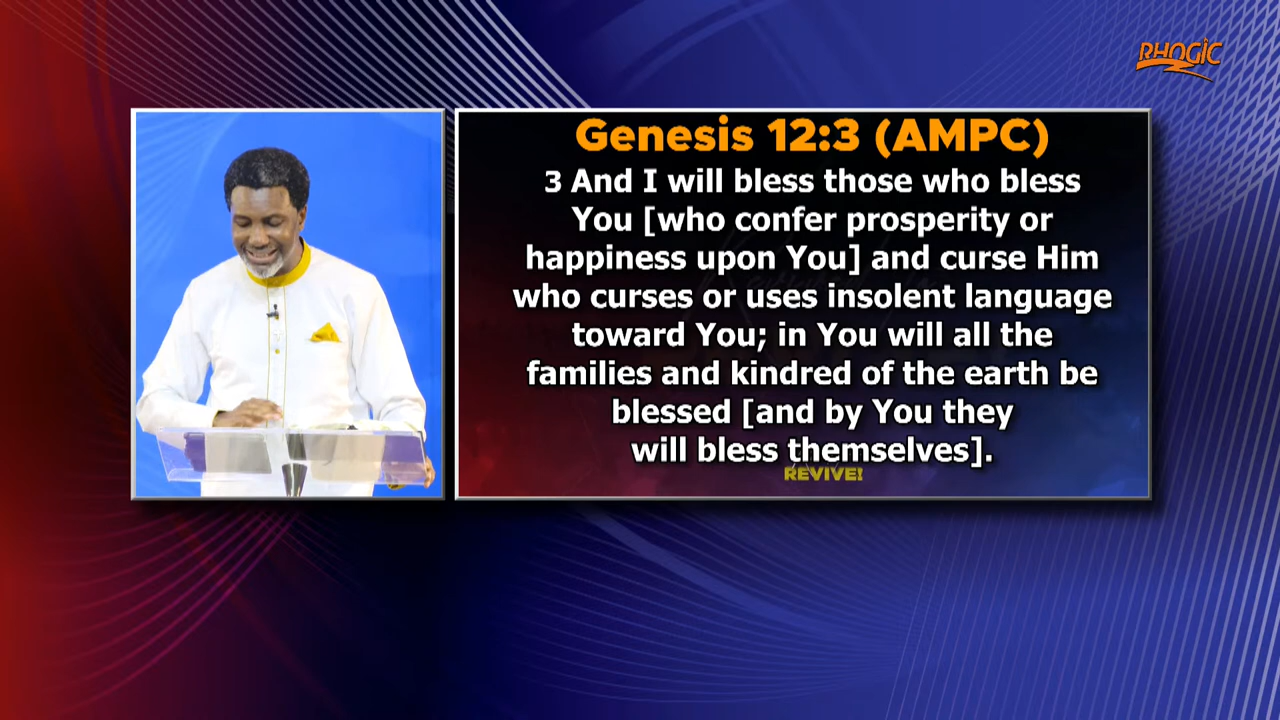 RHOGIC
Genesis 12:3 (AMPC)
3 And I will bless those who bless
You [who confer prosperity or
happiness upon You] and curse Him
who curses or uses insolent language
toward You; in You will all the
families and kindred of the earth be
blessed [and by You they
will bless themselves].
REVIVE!